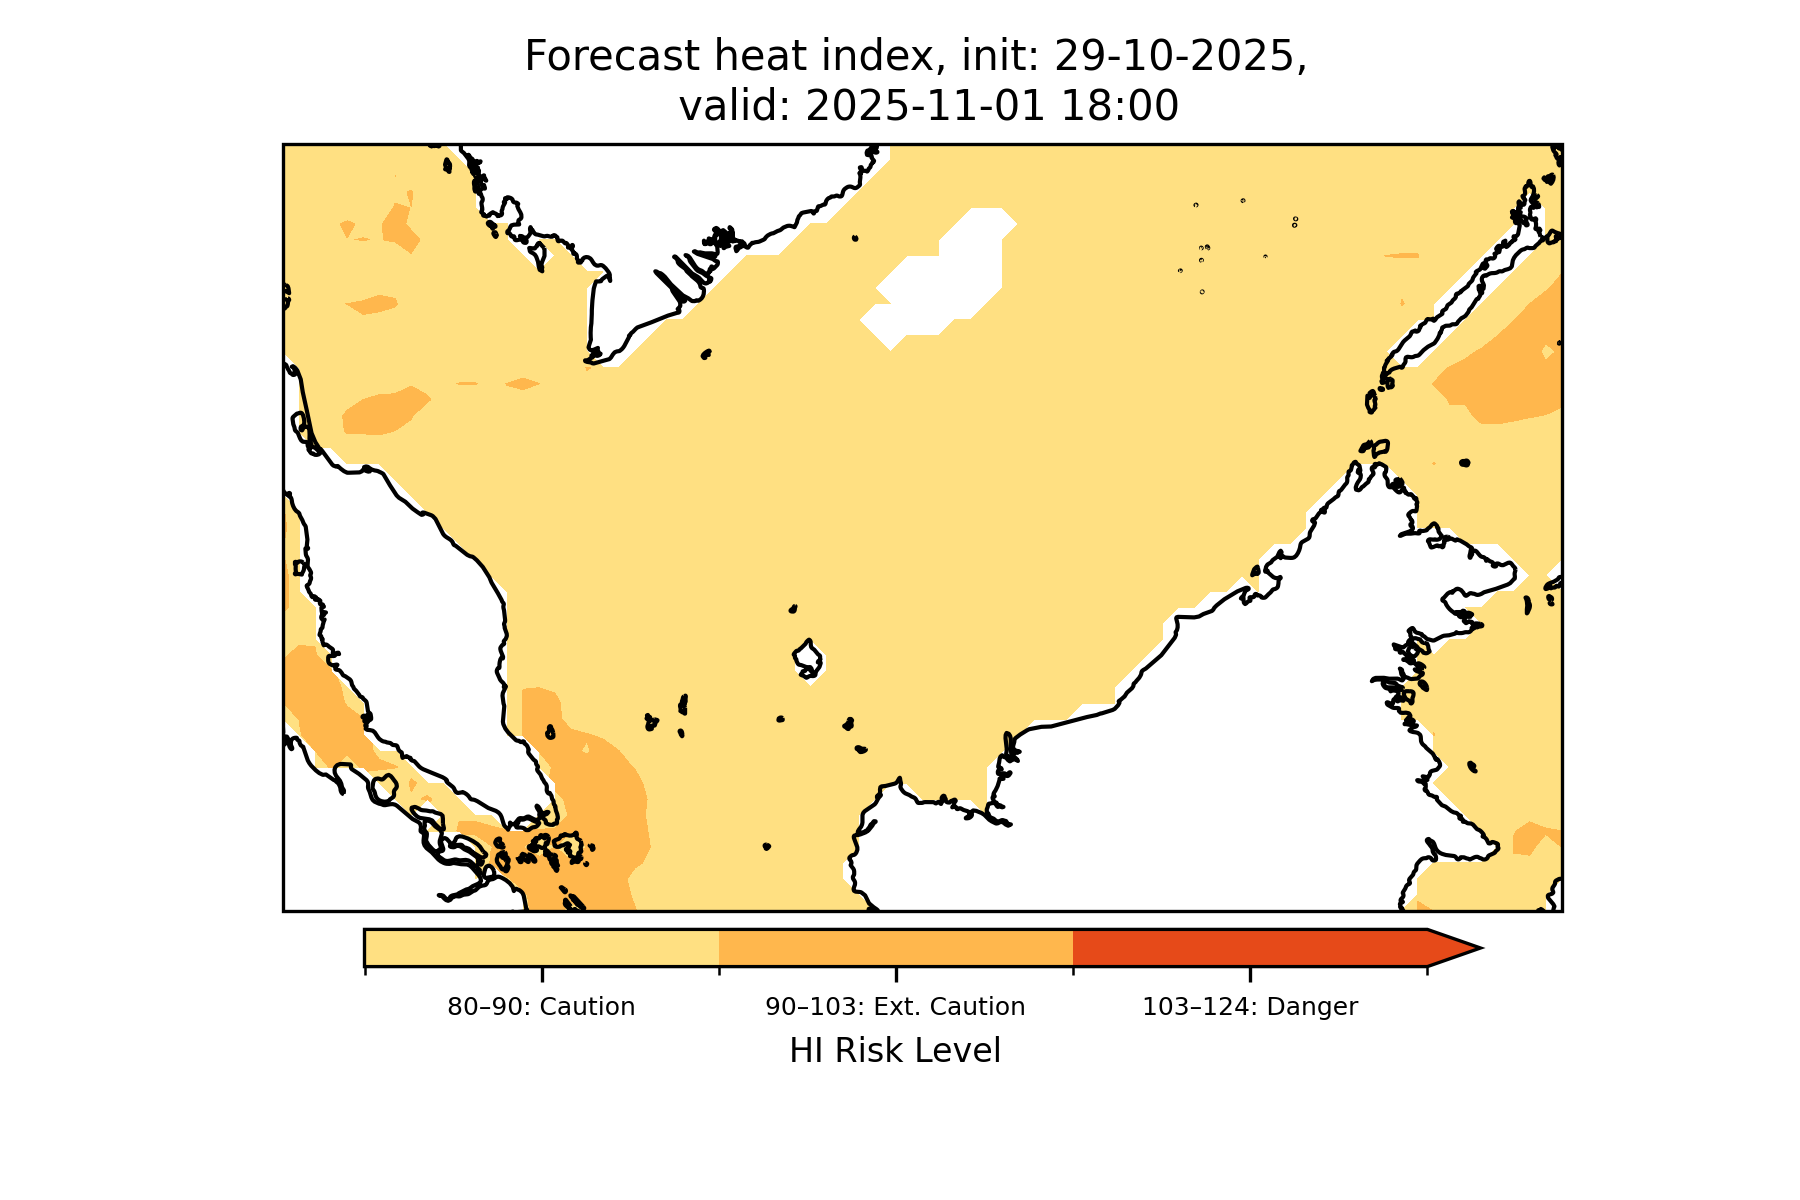 Forecast heat index, init: 29-10-2025,
valid: 2025-11-01 18:00
80–90: Caution
90–103: Ext. Caution
103–124: Danger
HI Risk Level